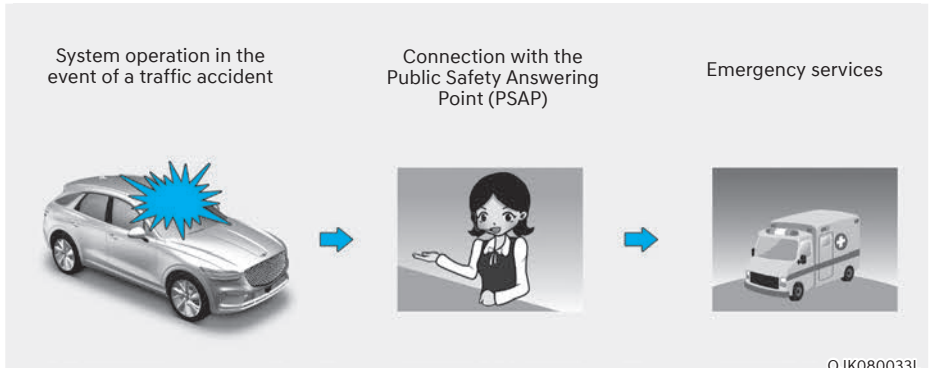 System operation in the
event of a traffic accident
Connection with the
Public Safety Answering
Point (PSAP)
Emergency services
OJK080033L